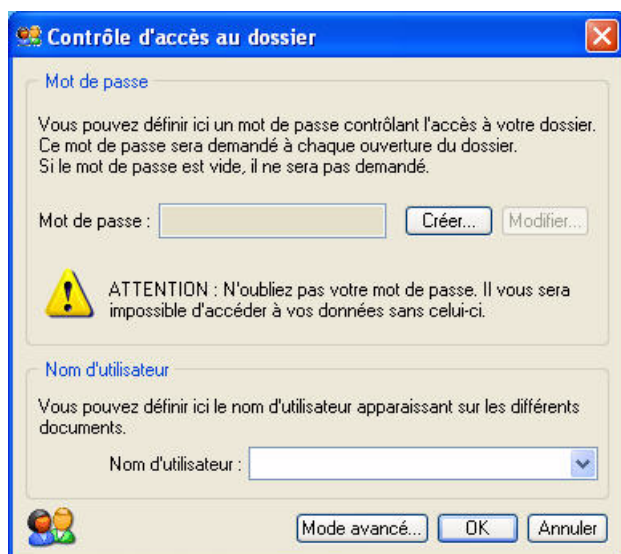 Contrôle d'accès au dossier
Mot de passe
Vous pouvez définir ici un mot de passe contrôlant l'accès à votre dossier.
Ce mot de passe sera demandé à chaque ouverture du dossier.
Si le mot de passe est vide, il ne sera pas demandé.
Mot de passe : Créer... Modifier...
ATTENTION : N'oubliez pas votre mot de passe. Il vous sera
impossible d'accéder à vos données sans celui-ci.
Nom d'utilisateur
Vous pouvez définir ici le nom d'utilisateur apparaissant sur les différents
documents.
Nom d'utilisateur :
Mode avancé... OK Annuler